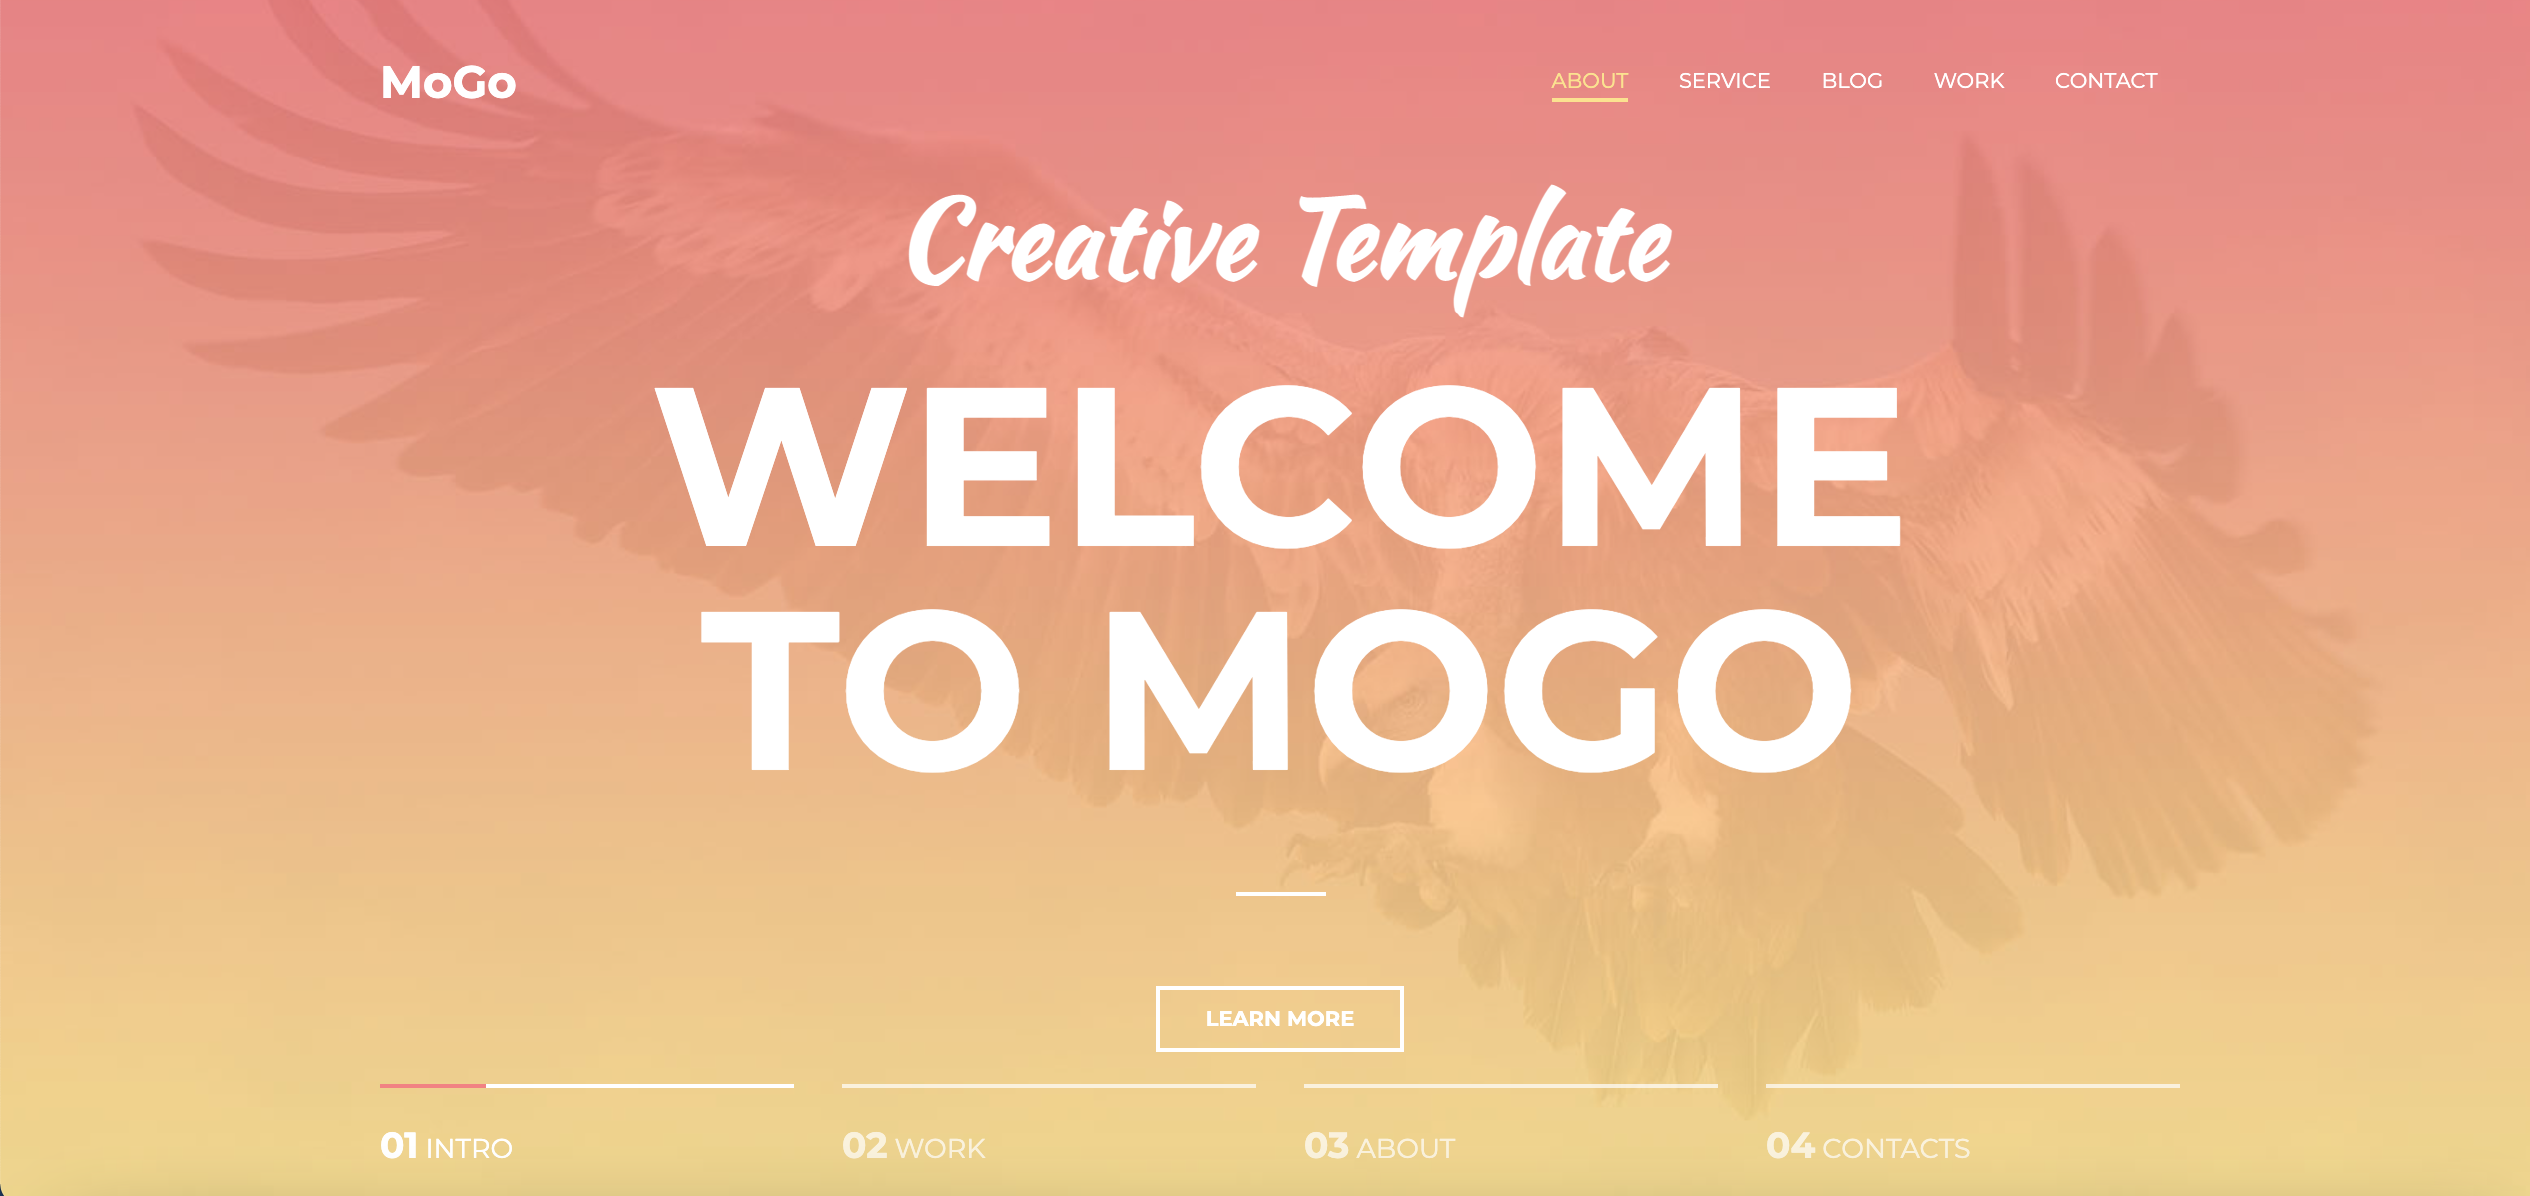 MoGo
ABOUT SERVICE BLOG WORK CONTACT
Creative Template
WELCOME
TO MOGO
LEARN MORE
01 INTRO
02 WORK
03 ABOUT
04 CONTACTS